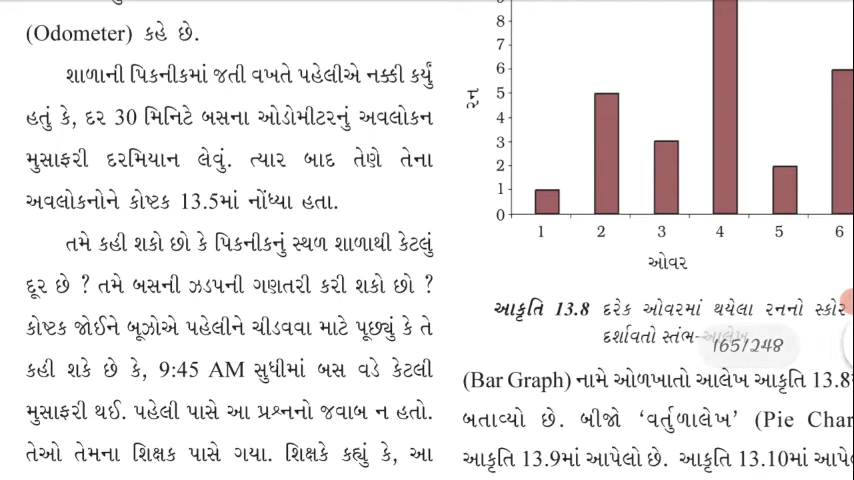 (Odometer) કહે છે.
શાળાની પિકનીકમાં જતી વખતે પહેલીએ નક્કી કર્યું
હતું કે, દર 30 મિનિટે બસના ઓડોમીટરનું અવલોકન
મુસાફરી દરમિયાન લેવું. ત્યાર બાદ તેણે તેના
અવલોકનોને કોષ્ટક 13.5માં નોંધ્યા હતા.
તમે કહી શકો છો કે પિકનીકનું સ્થળ શાળાથી કેટલું
દૂર છે ? તમે બસની ઝડપની ગણતરી કરી શકો છો ?
કોષ્ટક જોઈને બૂઝોએ પહેલીને ચીડવવા માટે પૂછ્યું કે તે
કહી શકે છે કે, 9:45 AM સુધીમાં બસ વડે કેટલી
મુસાફરી થઈ. પહેલી પાસે આ પ્રશ્નનો જવાબ ન હતો.
તેઓ તેમના શિક્ષક પાસે ગયા. શિક્ષકે કહ્યું કે, આ
8
7
6
5
4
3
2
1
0
રન
1 2 3 4 5 6
ઓવર
આકૃતિ 13.8 દરેક ઓવરમાં થયેલા રનનો સ્કોર
દર્શાવતો સ્તંભ-આલેખ
165/248
(Bar Graph) નામે ઓળખાતો આલેખ આકૃતિ 13.8
બતાવ્યો છે. બીજો ‘વર્તુળાલેખ’ (Pie Char
આકૃતિ 13.9માં આપેલો છે. આકૃતિ 13.10માં આપે